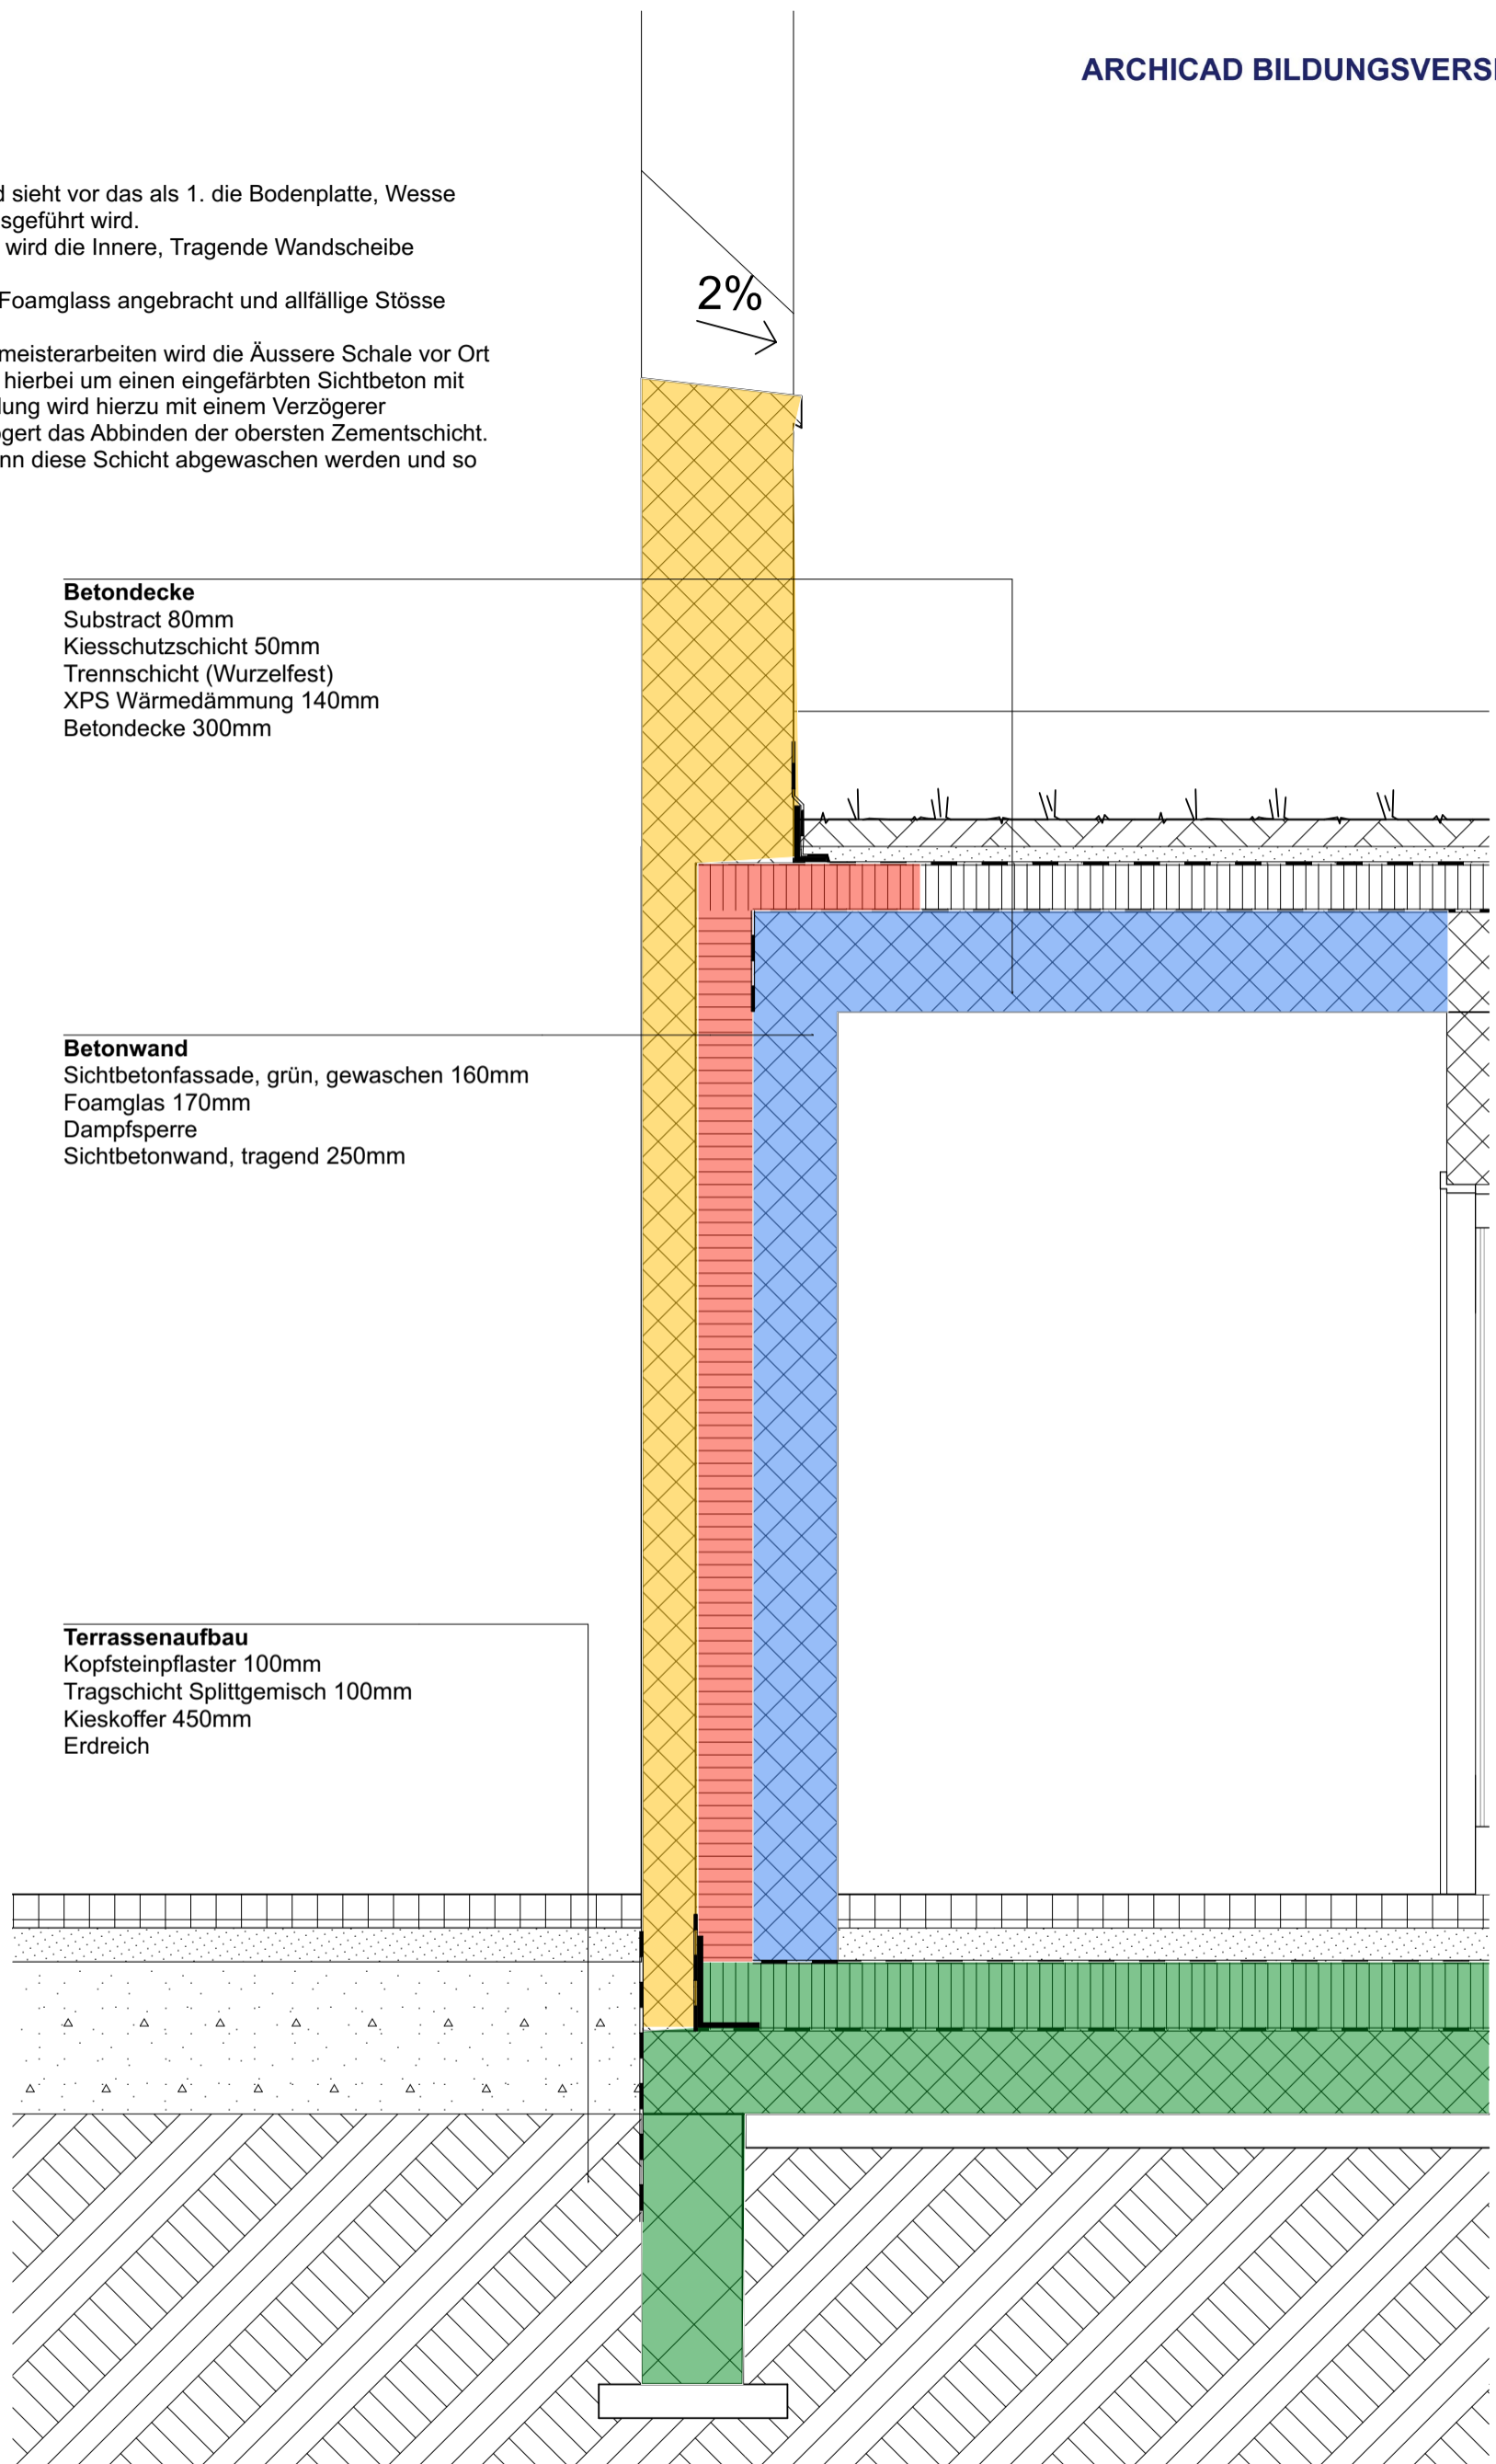 ARCHICAD BILDUNGSVERS
d sieht vor das als 1. die Bodenplatte, Wesse
sgeführt wird.
wird die Innere, Tragende Wandscheibe
Foamglass angebracht und allfällige Stösse
2%
meisterarbeiten wird die Äussere Schale vor Ort
hierbei um einen eingefärbten Sichtbeton mit
lung wird hierzu mit einem Verzögerer
gert das Abbinden der obersten Zementschicht.
nn diese Schicht abgewaschen werden und so
Betondecke
Substract 80mm
Kiesschutzschicht 50mm
Trennschicht (Wurzelfest)
XPS Wärmedämmung 140mm
Betondecke 300mm
Betonwand
Sichtbetonfassade, grün, gewaschen 160mm
Foamglas 170mm
Dampfsperre
Sichtbetonwand, tragend 250mm
Terrassenaufbau
Kopfsteinpflaster 100mm
Tragschicht Splittgemisch 100mm
Kieskoffer 450mm
Erdreich